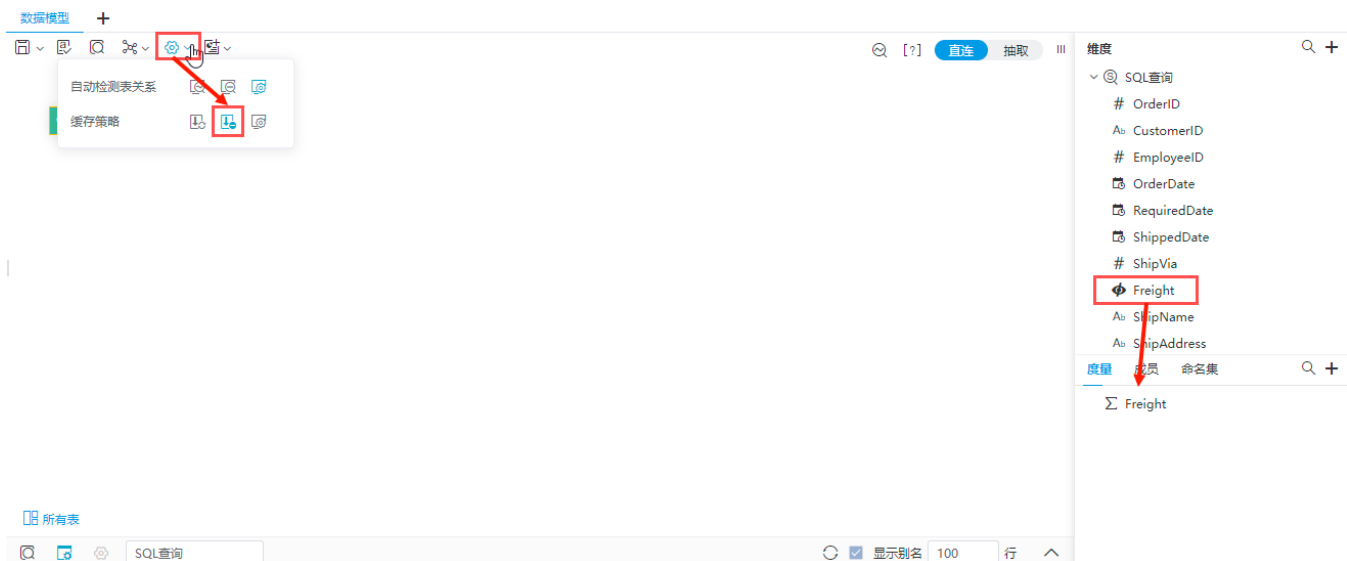 数据模型 +
[?] 直连 抽取
自动检测表关系
缓存策略
维度
SQL查询
# OrderID
Ab CustomerID
# EmployeeID
OrderDate
RequiredDate
ShippedDate
# ShipVia
Freight
Ab ShipName
Ab ShipAddress
度量 成员 命名集
Σ Freight
所有表
SQL查询 显示别名 100 行